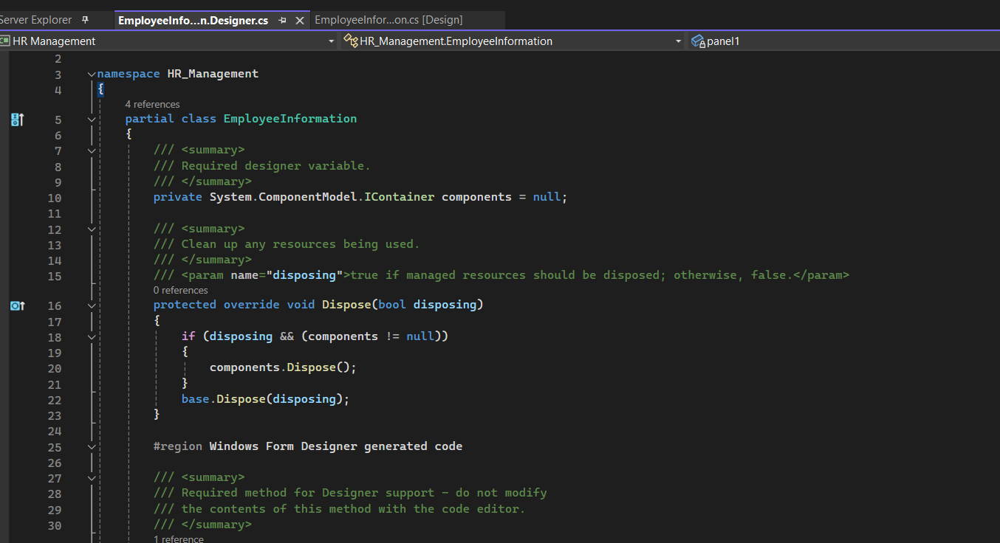 Server Explorer
EmployeeInfo...n.Designer.cs
EmployeeInfor...on.cs [Design]
C# HR Management
HR_Management.EmployeeInformation
panel1
2
3 namespace HR_Management
4 {
4 references
5 partial class EmployeeInformation
6 {
7 /// <summary>
8 /// Required designer variable.
9 /// </summary>
10 private System.ComponentModel.IContainer components = null;
11
12 /// <summary>
13 /// Clean up any resources being used.
14 /// </summary>
15 /// <param name="disposing">true if managed resources should be disposed; otherwise, false.</param>
0 references
16 protected override void Dispose(bool disposing)
17 {
18 if (disposing && (components != null))
19 {
20 components.Dispose();
21 }
22 base.Dispose(disposing);
23 }
24
25 #region Windows Form Designer generated code
26
27 /// <summary>
28 /// Required method for Designer support - do not modify
29 /// the contents of this method with the code editor.
30 /// </summary>
1 reference